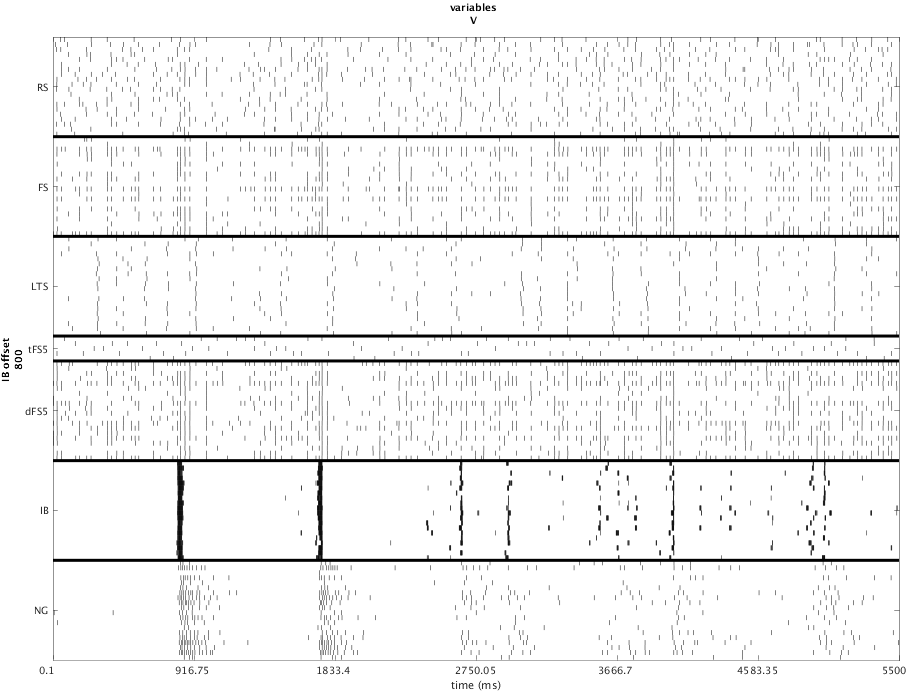 variables
V
RS
FS
LTS
tFS5
dFS5
IB
NG
IB offset
800
0.1 916.75 1833.4 2750.05 3666.7 4583.35 5500
time (ms)